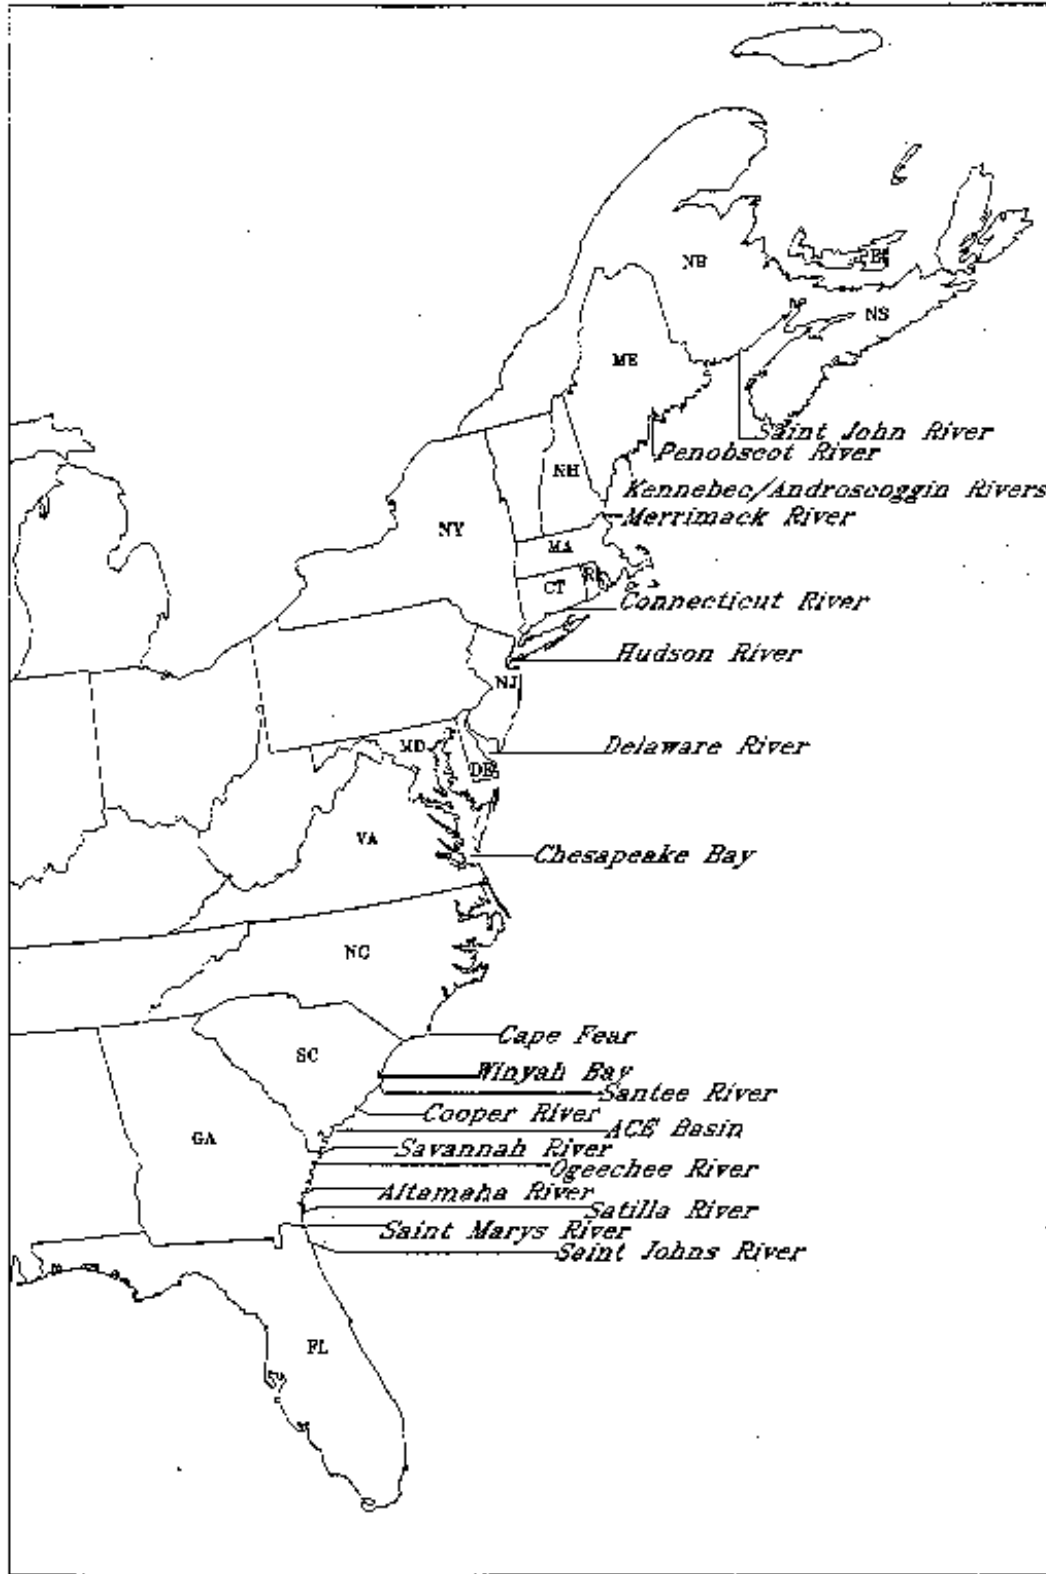 NB
PEI
NS
ME
Saint John River
Penobscot River
NH
Kennebec/Androscoggin Rivers
Merrimack River
NY
MA
RI
CT
Connecticut River
Hudson River
NJ
Delaware River
MD
DE
VA
Chesapeake Bay
NC
Cape Fear
SC
Winyah Bay
Santee River
Cooper River
ACE Basin
GA
Savannah River
Ogeechee River
Altamaha River
Satilla River
Saint Marys River
Saint Johns River
FL